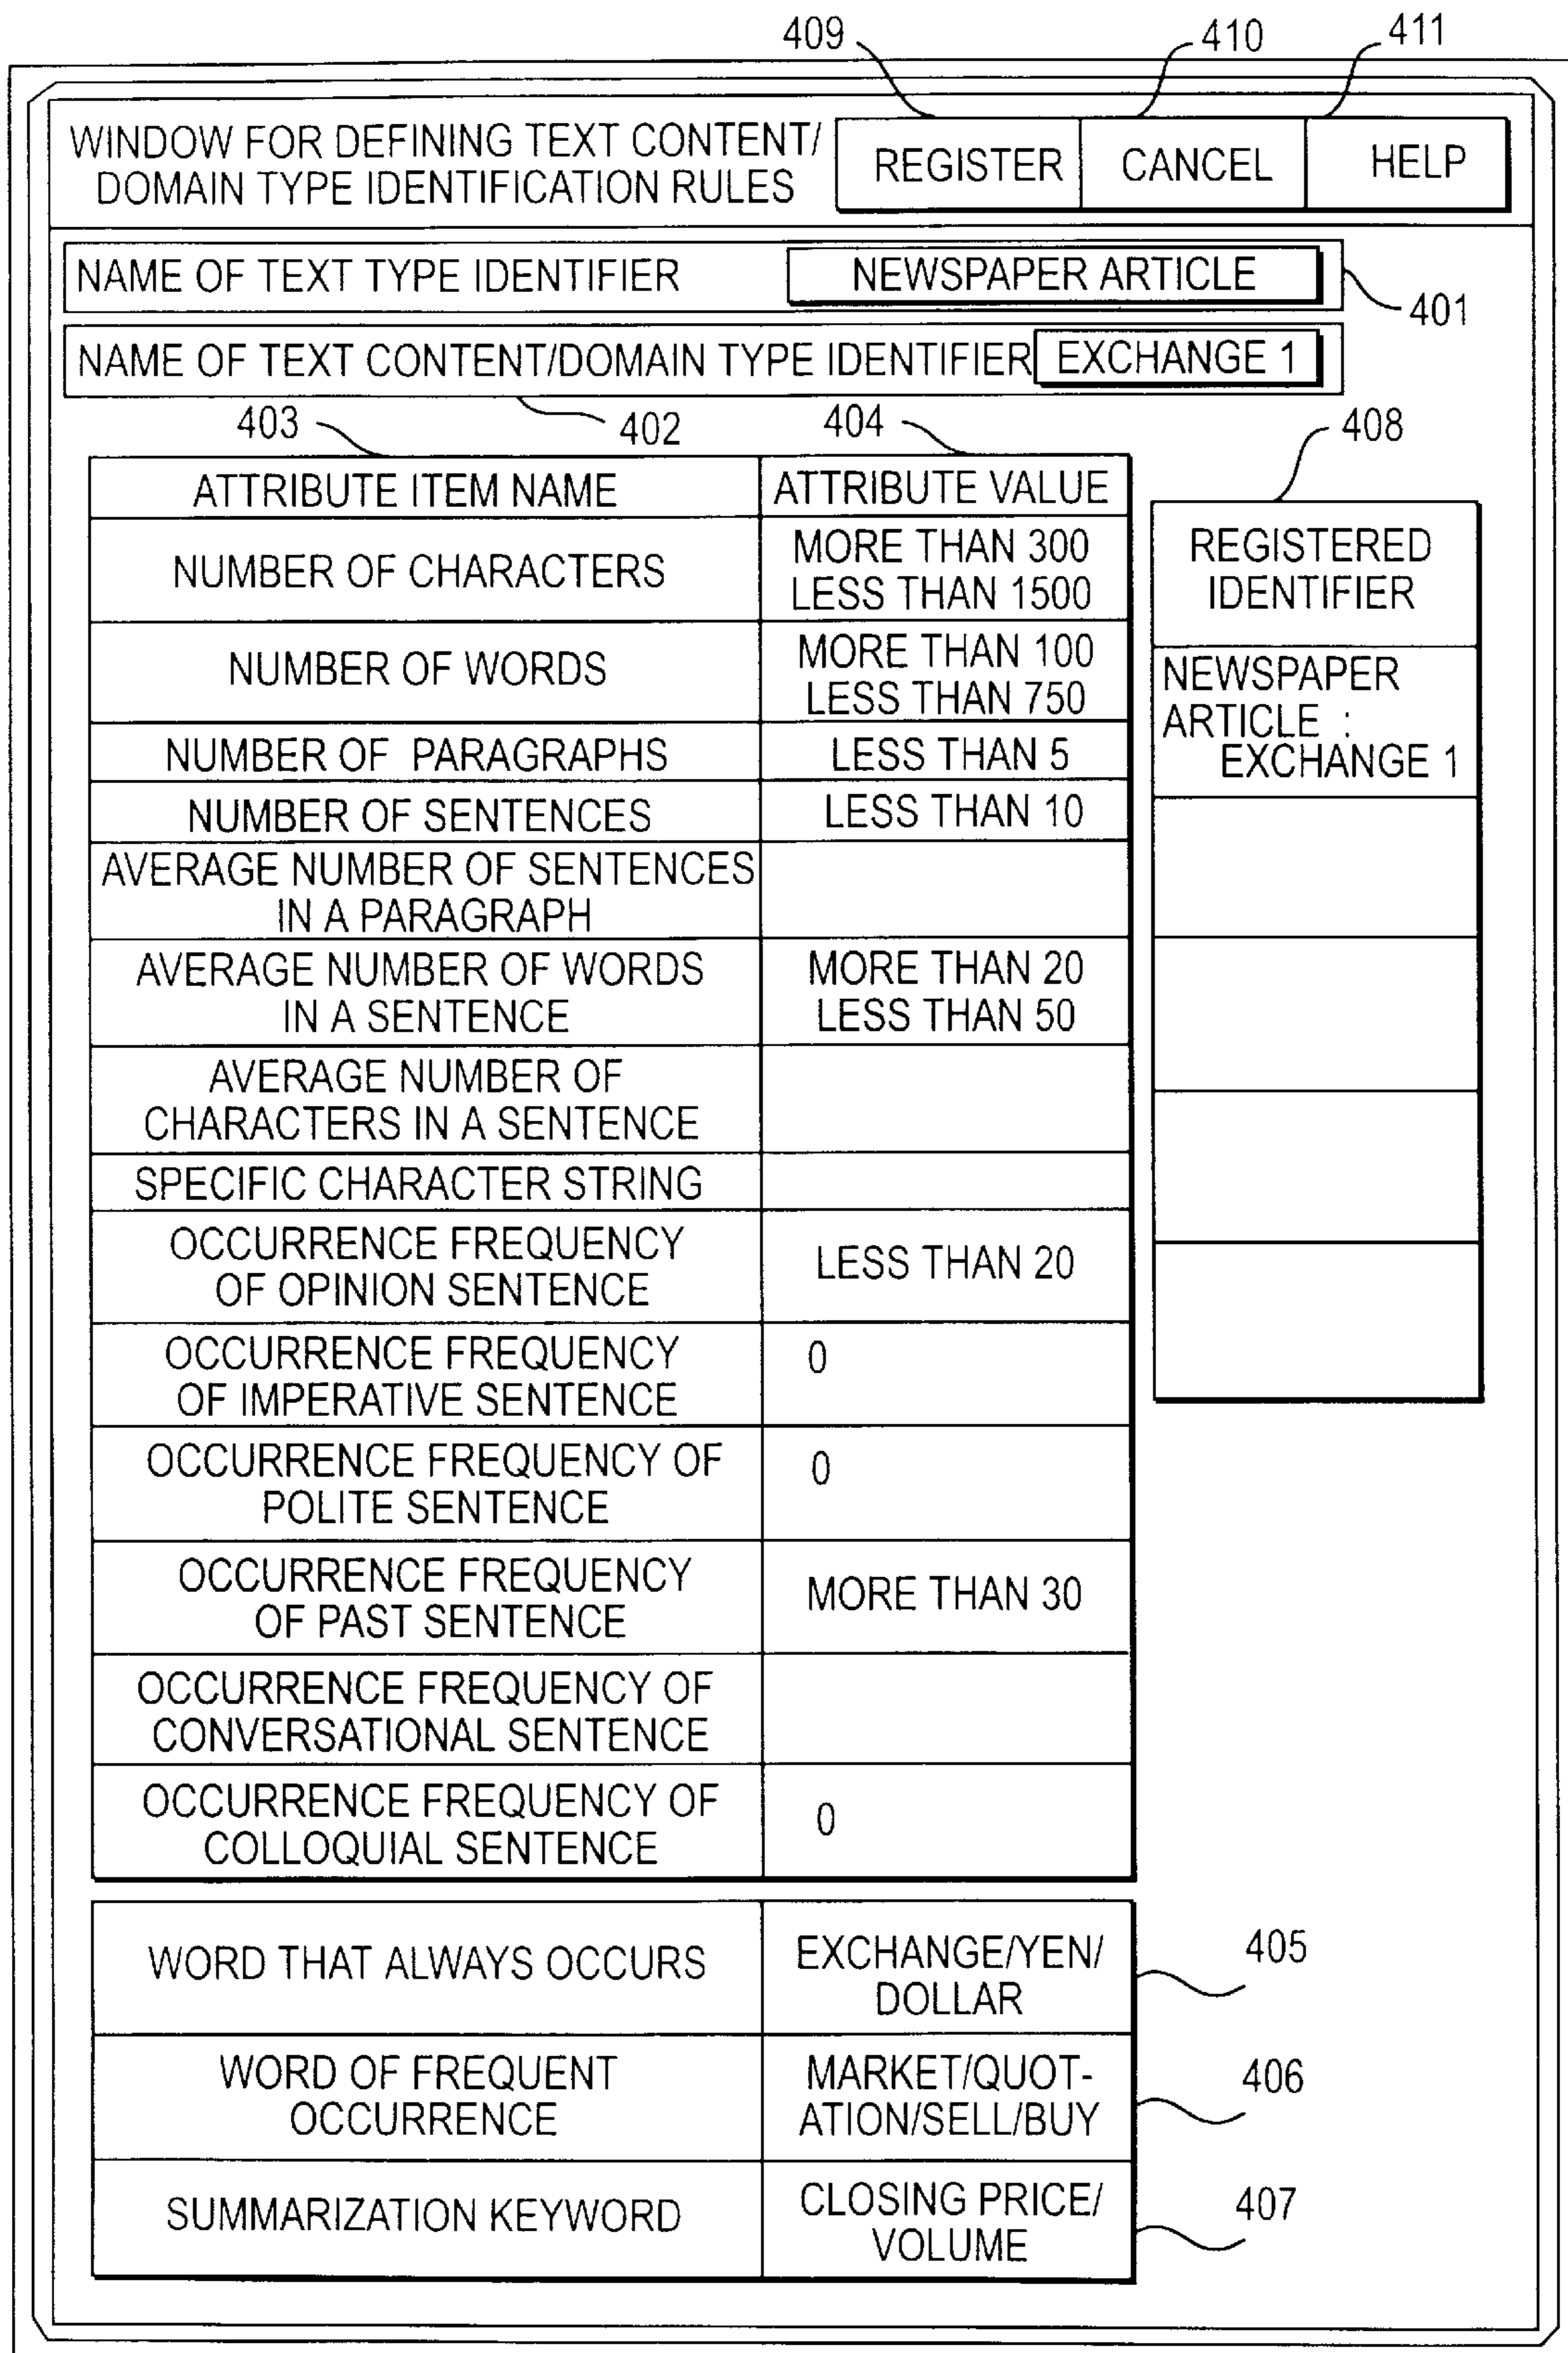 409
410
411
WINDOW FOR DEFINING TEXT CONTENT/
DOMAIN TYPE IDENTIFICATION RULES
REGISTER
CANCEL
HELP
NAME OF TEXT TYPE IDENTIFIER
NEWSPAPER ARTICLE
401
NAME OF TEXT CONTENT/DOMAIN TYPE IDENTIFIER
EXCHANGE 1
403
402
404
408
ATTRIBUTE ITEM NAME
ATTRIBUTE VALUE
NUMBER OF CHARACTERS
MORE THAN 300
LESS THAN 1500
NUMBER OF WORDS
MORE THAN 100
LESS THAN 750
NUMBER OF PARAGRAPHS
LESS THAN 5
NUMBER OF SENTENCES
LESS THAN 10
AVERAGE NUMBER OF SENTENCES
IN A PARAGRAPH
AVERAGE NUMBER OF WORDS
IN A SENTENCE
MORE THAN 20
LESS THAN 50
AVERAGE NUMBER OF
CHARACTERS IN A SENTENCE
SPECIFIC CHARACTER STRING
OCCURRENCE FREQUENCY
OF OPINION SENTENCE
LESS THAN 20
OCCURRENCE FREQUENCY
OF IMPERATIVE SENTENCE
0
OCCURRENCE FREQUENCY OF
POLITE SENTENCE
0
OCCURRENCE FREQUENCY
OF PAST SENTENCE
MORE THAN 30
OCCURRENCE FREQUENCY OF
CONVERSATIONAL SENTENCE
OCCURRENCE FREQUENCY OF
COLLOQUIAL SENTENCE
0
REGISTERED
IDENTIFIER
NEWSPAPER
ARTICLE :
EXCHANGE 1
WORD THAT ALWAYS OCCURS
EXCHANGE/YEN/
DOLLAR
405
WORD OF FREQUENT
OCCURRENCE
MARKET/QUOT-
ATION/SELL/BUY
406
SUMMARIZATION KEYWORD
CLOSING PRICE/
VOLUME
407